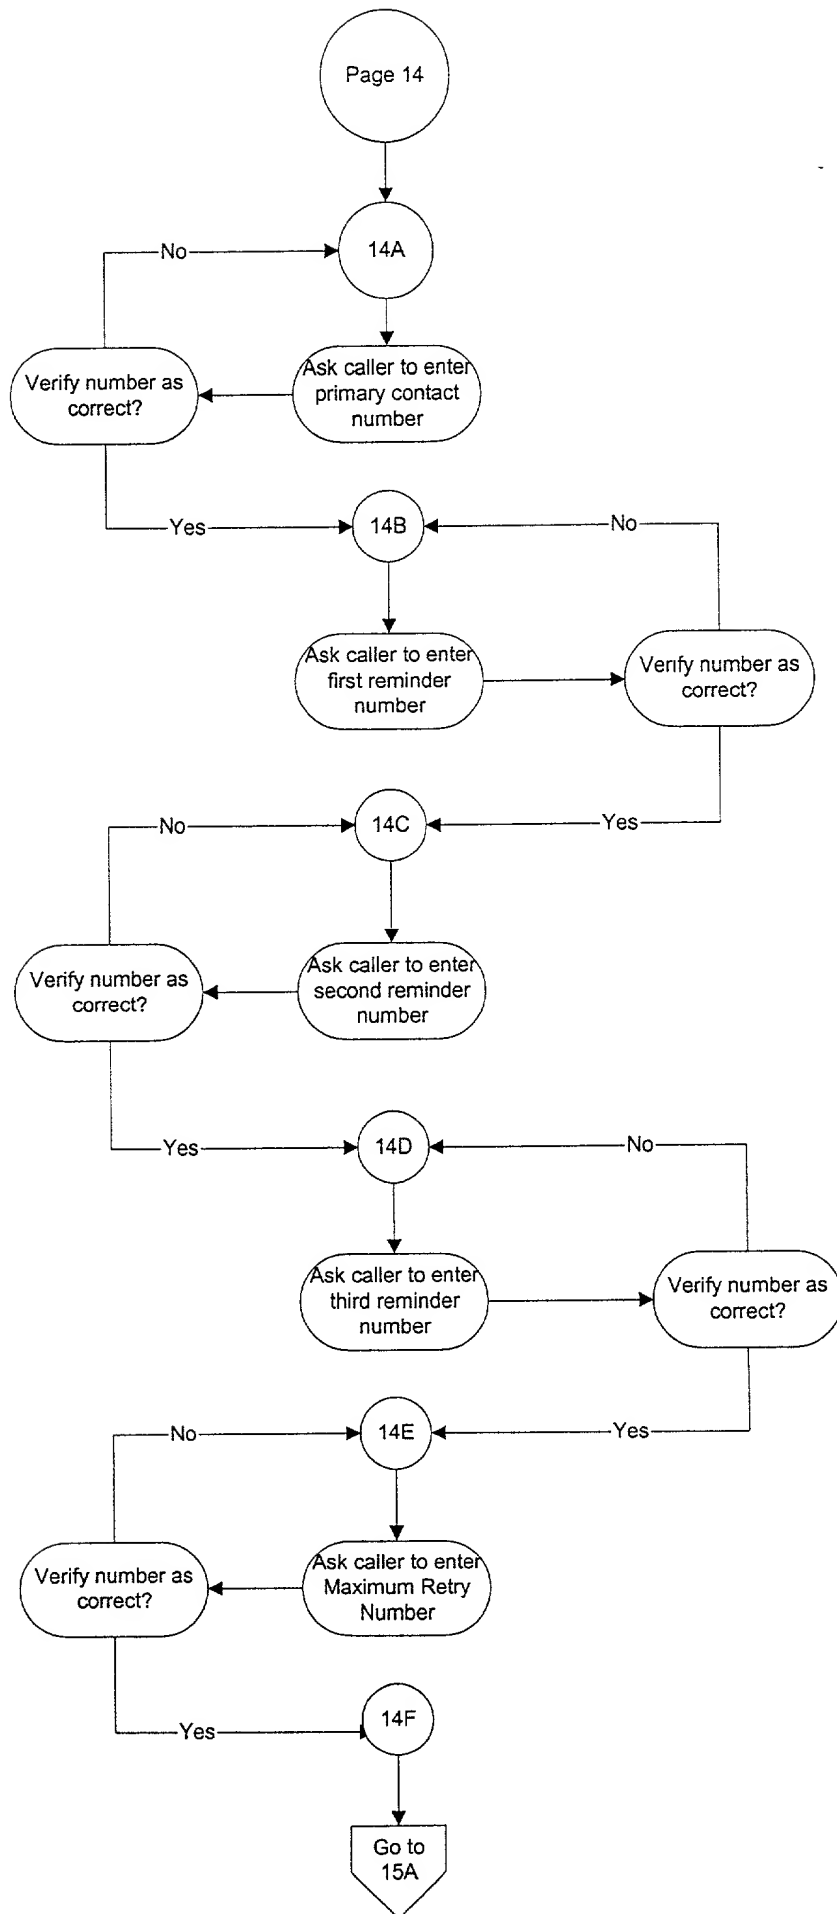 Page 14
14A
No
Ask caller to enter
primary contact
number
Verify number as
correct?
Yes
14B
No
Ask caller to enter
first reminder
number
Verify number as
correct?
Yes
14C
No
Ask caller to enter
second reminder
number
Verify number as
correct?
Yes
14D
No
Ask caller to enter
third reminder
number
Verify number as
correct?
Yes
14E
No
Ask caller to enter
Maximum Retry
Number
Verify number as
correct?
Yes
14F
Go to
15A